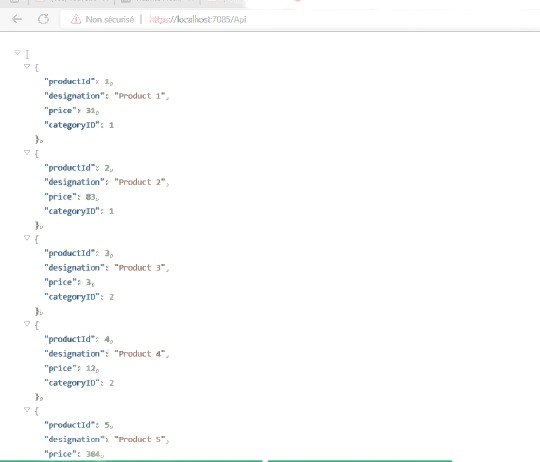 Non sécurisé | https://localhost:7085/Api
[
{
"productId": 1,
"designation": "Product 1",
"price": 31,
"categoryID": 1
},
{
"productId": 2,
"designation": "Product 2",
"price": 83,
"categoryID": 1
},
{
"productId": 3,
"designation": "Product 3",
"price": 3,
"categoryID": 2
},
{
"productId": 4,
"designation": "Product 4",
"price": 12,
"categoryID": 2
},
{
"productId": 5,
"designation": "Product 5",
"price": 364,